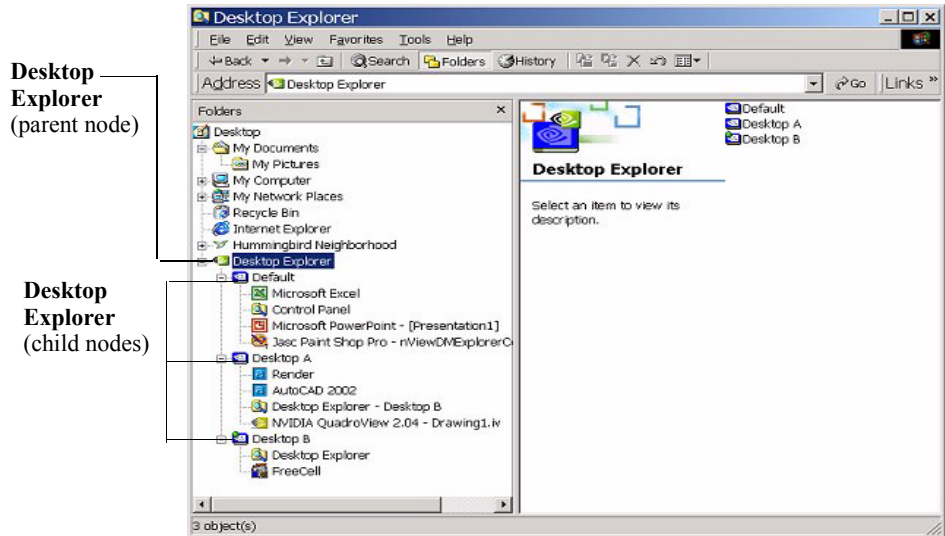 Desktop Explorer
(parent node)
Desktop Explorer
(child nodes)
Desktop Explorer
File Edit View Favorites Tools Help
Back Search Folders History
Address Desktop Explorer Go Links »
Folders ×
Desktop
My Documents
My Pictures
My Computer
My Network Places
Recycle Bin
Internet Explorer
Hummingbird Neighborhood
Desktop Explorer
Default
Microsoft Excel
Control Panel
Microsoft PowerPoint - [Presentation1]
Jasc Paint Shop Pro - nViewDMExplorerC
Desktop A
Render
AutoCAD 2002
Desktop Explorer - Desktop B
NVIDIA QuadroView 2.04 - Drawing1.iv
Desktop B
Desktop Explorer
FreeCell
Desktop Explorer
Select an item to view its
description.
Default
Desktop A
Desktop B
3 object(s)